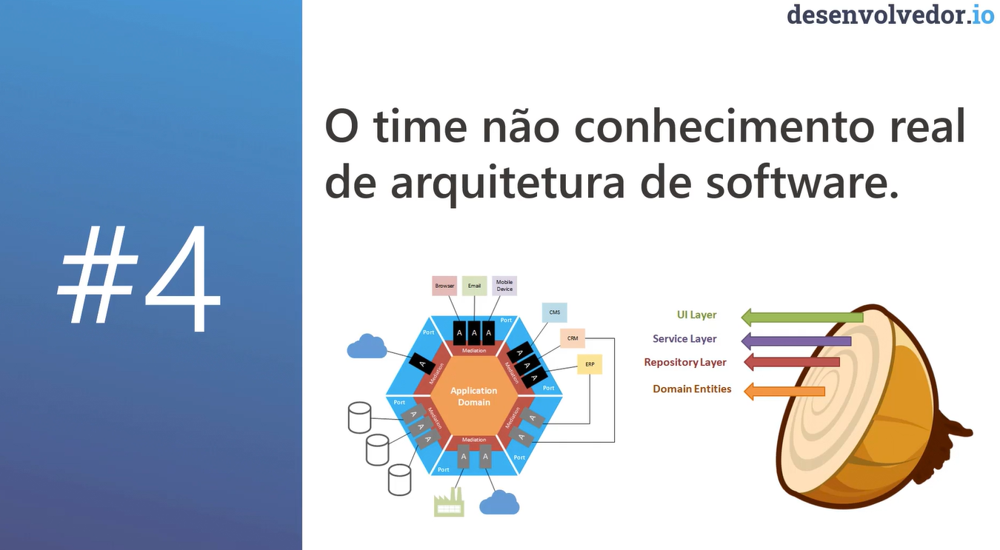 desenvolvedor.io
#4
O time não conhecimento real
de arquitetura de software.
Browser
Email
Mobile
Device
CMS
CRM
ERP
Port
Port
Port
Port
Port
Port
A
A
A
A
A
A
A
A
A
A
A
A
A
A
Mediation
Mediation
Mediation
Mediation
Mediation
Mediation
Application
Domain
UI Layer
Service Layer
Repository Layer
Domain Entities